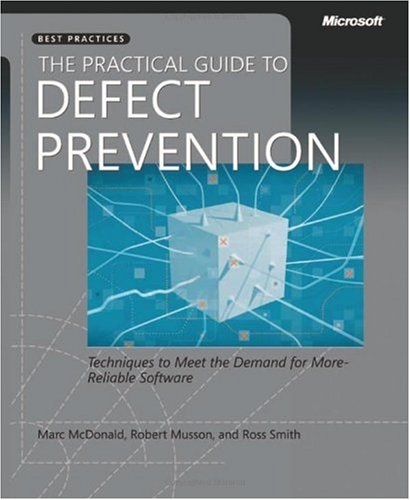 Microsoft®
BEST PRACTICES
THE PRACTICAL GUIDE TO
DEFECT
PREVENTION
Techniques to Meet the Demand for More-
Reliable Software
Marc McDonald, Robert Musson, and Ross Smith